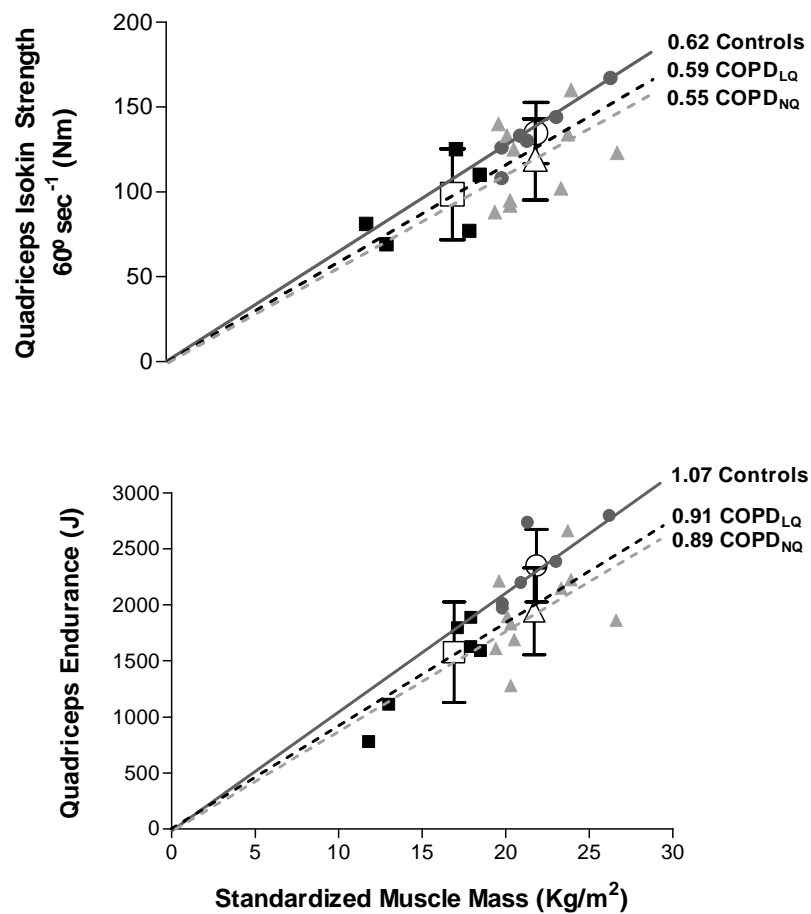 200
150
100
50
0
Quadriceps Isokin Strength
60º sec⁻¹ (Nm)
0.62 Controls
0.59 COPD_LQ
0.55 COPD_NQ
3000
2500
2000
1500
1000
500
0
Quadriceps Endurance (J)
1.07 Controls
0.91 COPD_LQ
0.89 COPD_NQ
0 5 10 15 20 25 30
Standardized Muscle Mass (Kg/m²)